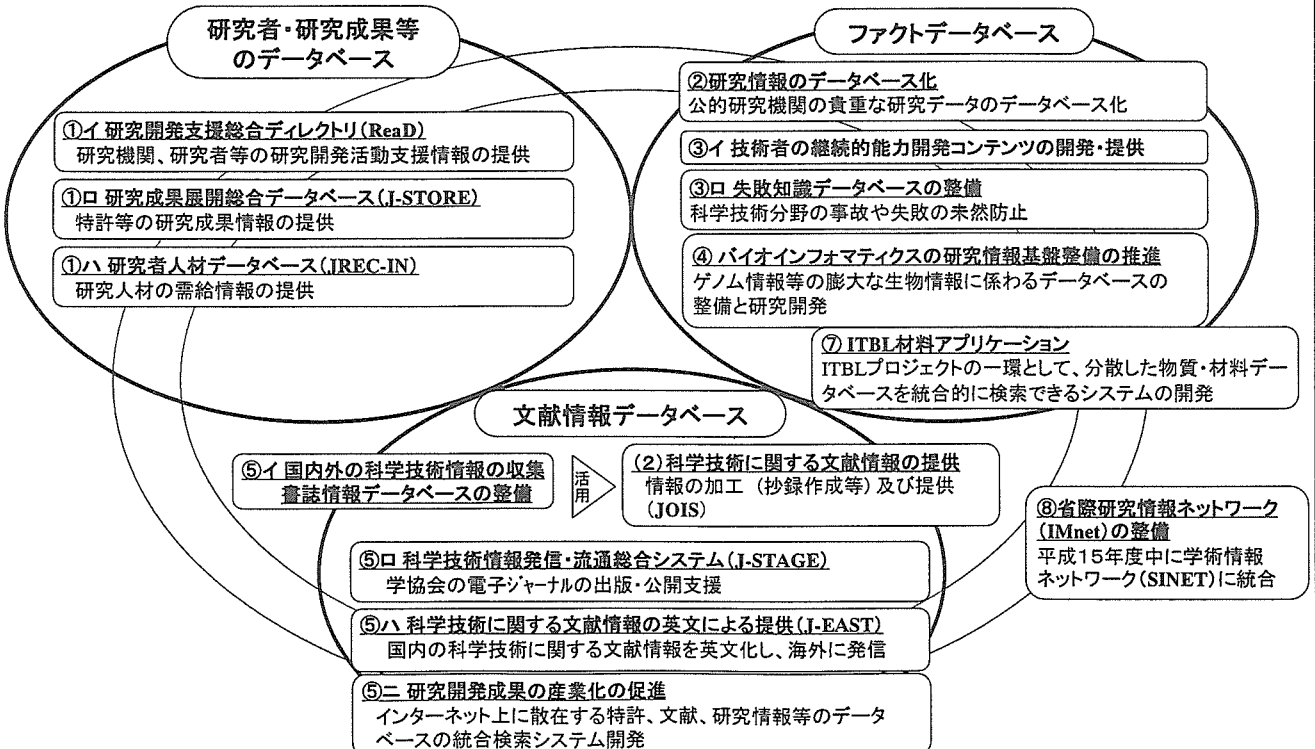 研究者・研究成果等
のデータベース
①イ 研究開発支援総合ディレクトリ(ReaD)
研究機関、研究者等の研究開発活動支援情報の提供
①ロ 研究成果展開総合データベース(J-STORE)
特許等の研究成果情報の提供
①ハ 研究者人材データベース(JREC-IN)
研究人材の需給情報の提供
ファクトデータベース
②研究情報のデータベース化
公的研究機関の貴重な研究データのデータベース化
③イ 技術者の継続的能力開発コンテンツの開発・提供
③ロ 失敗知識データベースの整備
科学技術分野の事故や失敗の未然防止
④ バイオインフォマティクスの研究情報基盤整備の推進
ゲノム情報等の膨大な生物情報に係わるデータベースの
整備と研究開発
⑦ ITBL材料アプリケーション
ITBLプロジェクトの一環として、分散した物質・材料デー
タベースを統合的に検索できるシステムの開発
文献情報データベース
⑤イ 国内外の科学技術情報の収集
書誌情報データベースの整備
活用
(2)科学技術に関する文献情報の提供
情報の加工 (抄録作成等) 及び提供
(JOIS)
⑤ロ 科学技術情報発信・流通総合システム(J-STAGE)
学協会の電子ジャーナルの出版・公開支援
⑤ハ 科学技術に関する文献情報の英文による提供(J-EAST)
国内の科学技術に関する文献情報を英文化し、海外に発信
⑤ニ 研究開発成果の産業化の促進
インターネット上に散在する特許、文献、研究情報等のデータ
ベースの統合検索システム開発
⑧省際研究情報ネットワーク
(IMnet)の整備
平成15年度中に学術情報
ネットワーク(SINET)に統合